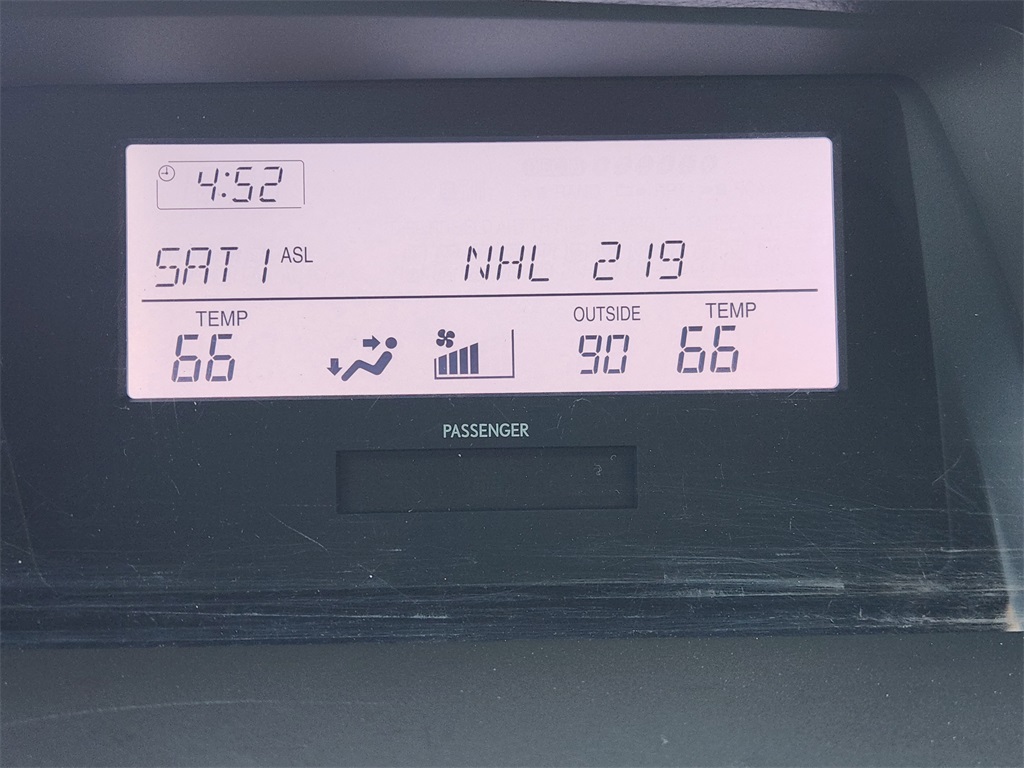 4:52
SAT 1 ASL NHL 219
TEMP OUTSIDE TEMP
66 90 66
PASSENGER